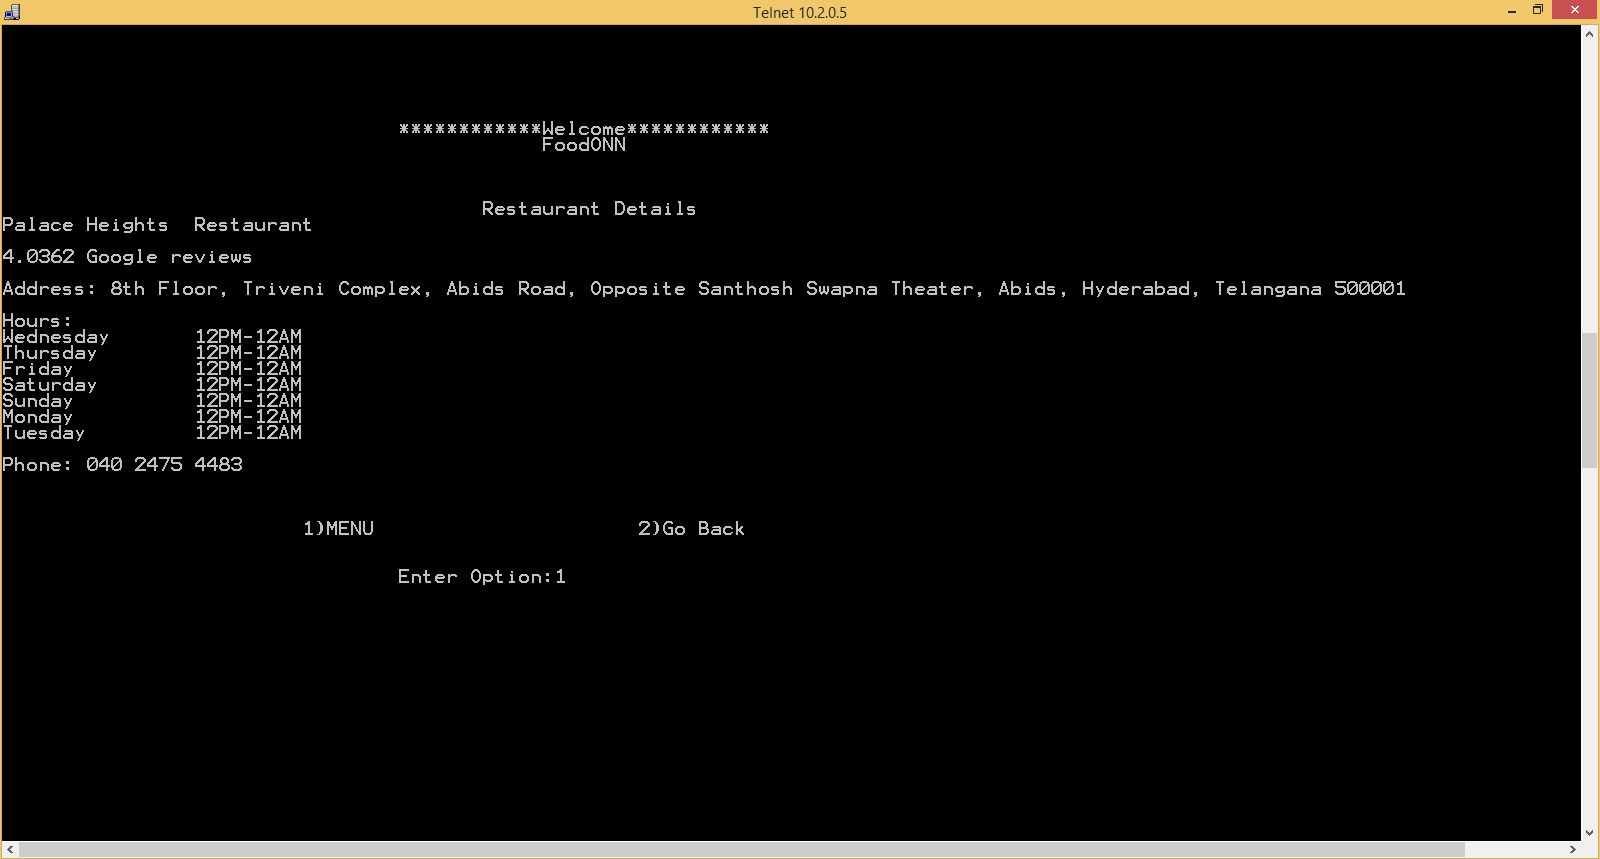 Telnet 10.2.0.5
************Welcome************
FoodONN
Restaurant Details
Palace Heights  Restaurant
4.0362 Google reviews
Address: 8th Floor, Triveni Complex, Abids Road, Opposite Santhosh Swapna Theater, Abids, Hyderabad, Telangana 500001
Hours:
Wednesday 12PM-12AM
Thursday 12PM-12AM
Friday 12PM-12AM
Saturday 12PM-12AM
Sunday 12PM-12AM
Monday 12PM-12AM
Tuesday 12PM-12AM
Phone: 040 2475 4483
1)MENU 2)Go Back
Enter Option:1